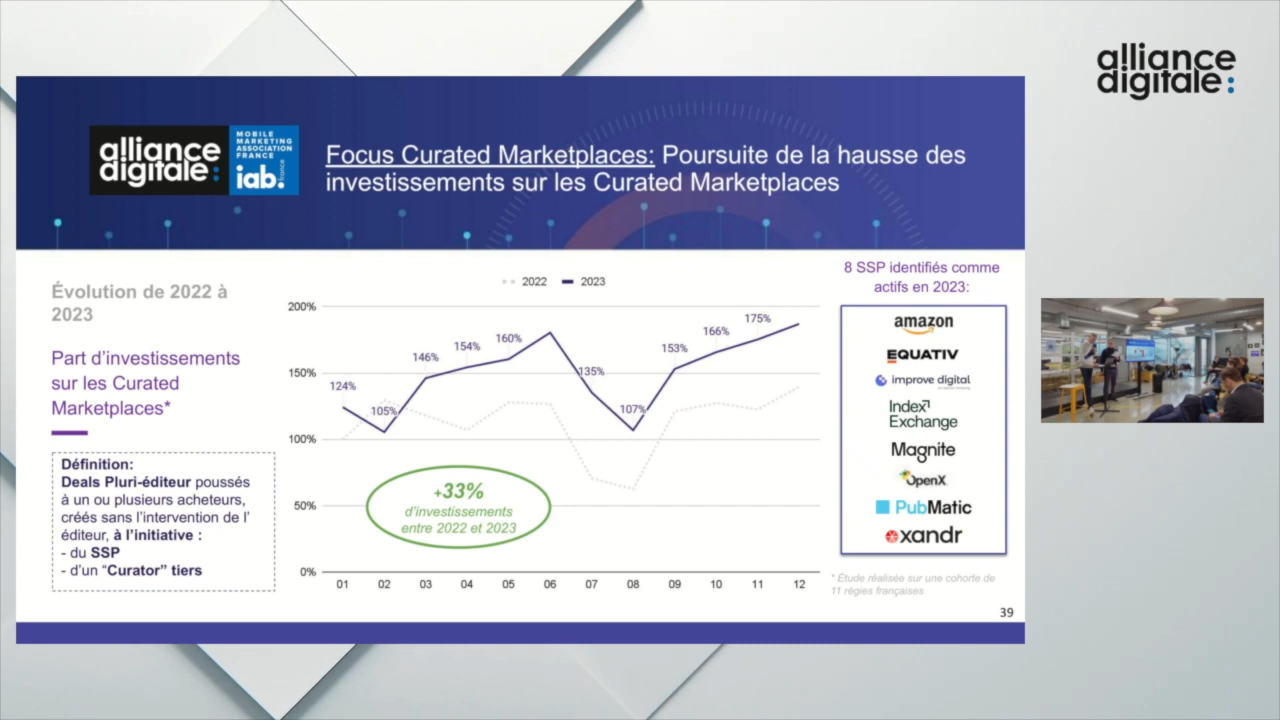 alliance
digitale:
alliance
digitale:
MOBILE
MARKETING
ASSOCIATION
FRANCE
iab.
france
Focus Curated Marketplaces: Poursuite de la hausse des
investissements sur les Curated Marketplaces
Évolution de 2022 à
2023
Part d'investissements
sur les Curated
Marketplaces*
Définition:
Deals Pluri-éditeur poussés
à un ou plusieurs acheteurs,
créés sans l'intervention de l'
éditeur, à l'initiative :
- du SSP
- d'un “Curator” tiers
2022 2023
200%
150%
100%
50%
0%
124%
105%
146%
154%
160%
135%
107%
153%
166%
175%
+33%
d'investissements
entre 2022 et 2023
01 02 03 04 05 06 07 08 09 10 11 12
8 SSP identifiés comme
actifs en 2023:
amazon
EQUATIV
improve digital
Index
Exchange
Magnite
OpenX
PubMatic
xandr
* Étude réalisée sur une cohorte de
11 régies françaises
39